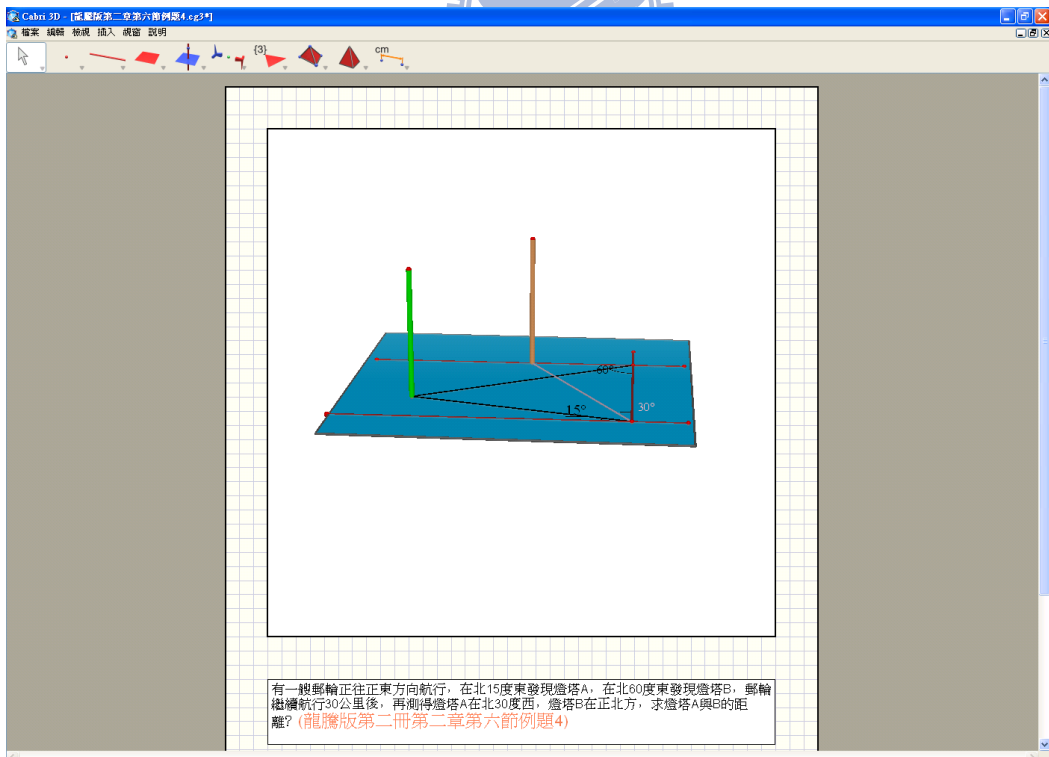 Cabri 3D - [龍騰版第二章第六節例題4.cg3*]
檔案 編輯 檢視 插入 視窗 說明
{3}
cm
60°
15°
30°
有一艘郵輪正往正東方向航行，在北15度東發現燈塔A，在北60度東發現燈塔B，郵輪
繼續航行30公里後，再測得燈塔A在北30度西，燈塔B在正北方，求燈塔A與B的距
離？(龍騰版第二冊第二章第六節例題4)